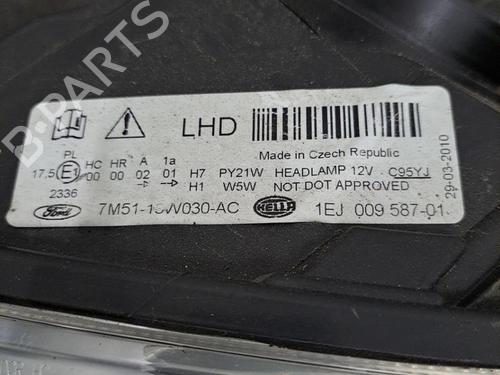 B-PARTS
LHD
Made in Czech Republic
29-03-2010
PL HC HR A 1a
17.5 E1 00 00 02 01 H7 PY21W HEADLAMP 12V C95YJ
2336 H1 W5W NOT DOT APPROVED
Ford 7M51-13W030-AC HELLA 1EJ 009 587-01